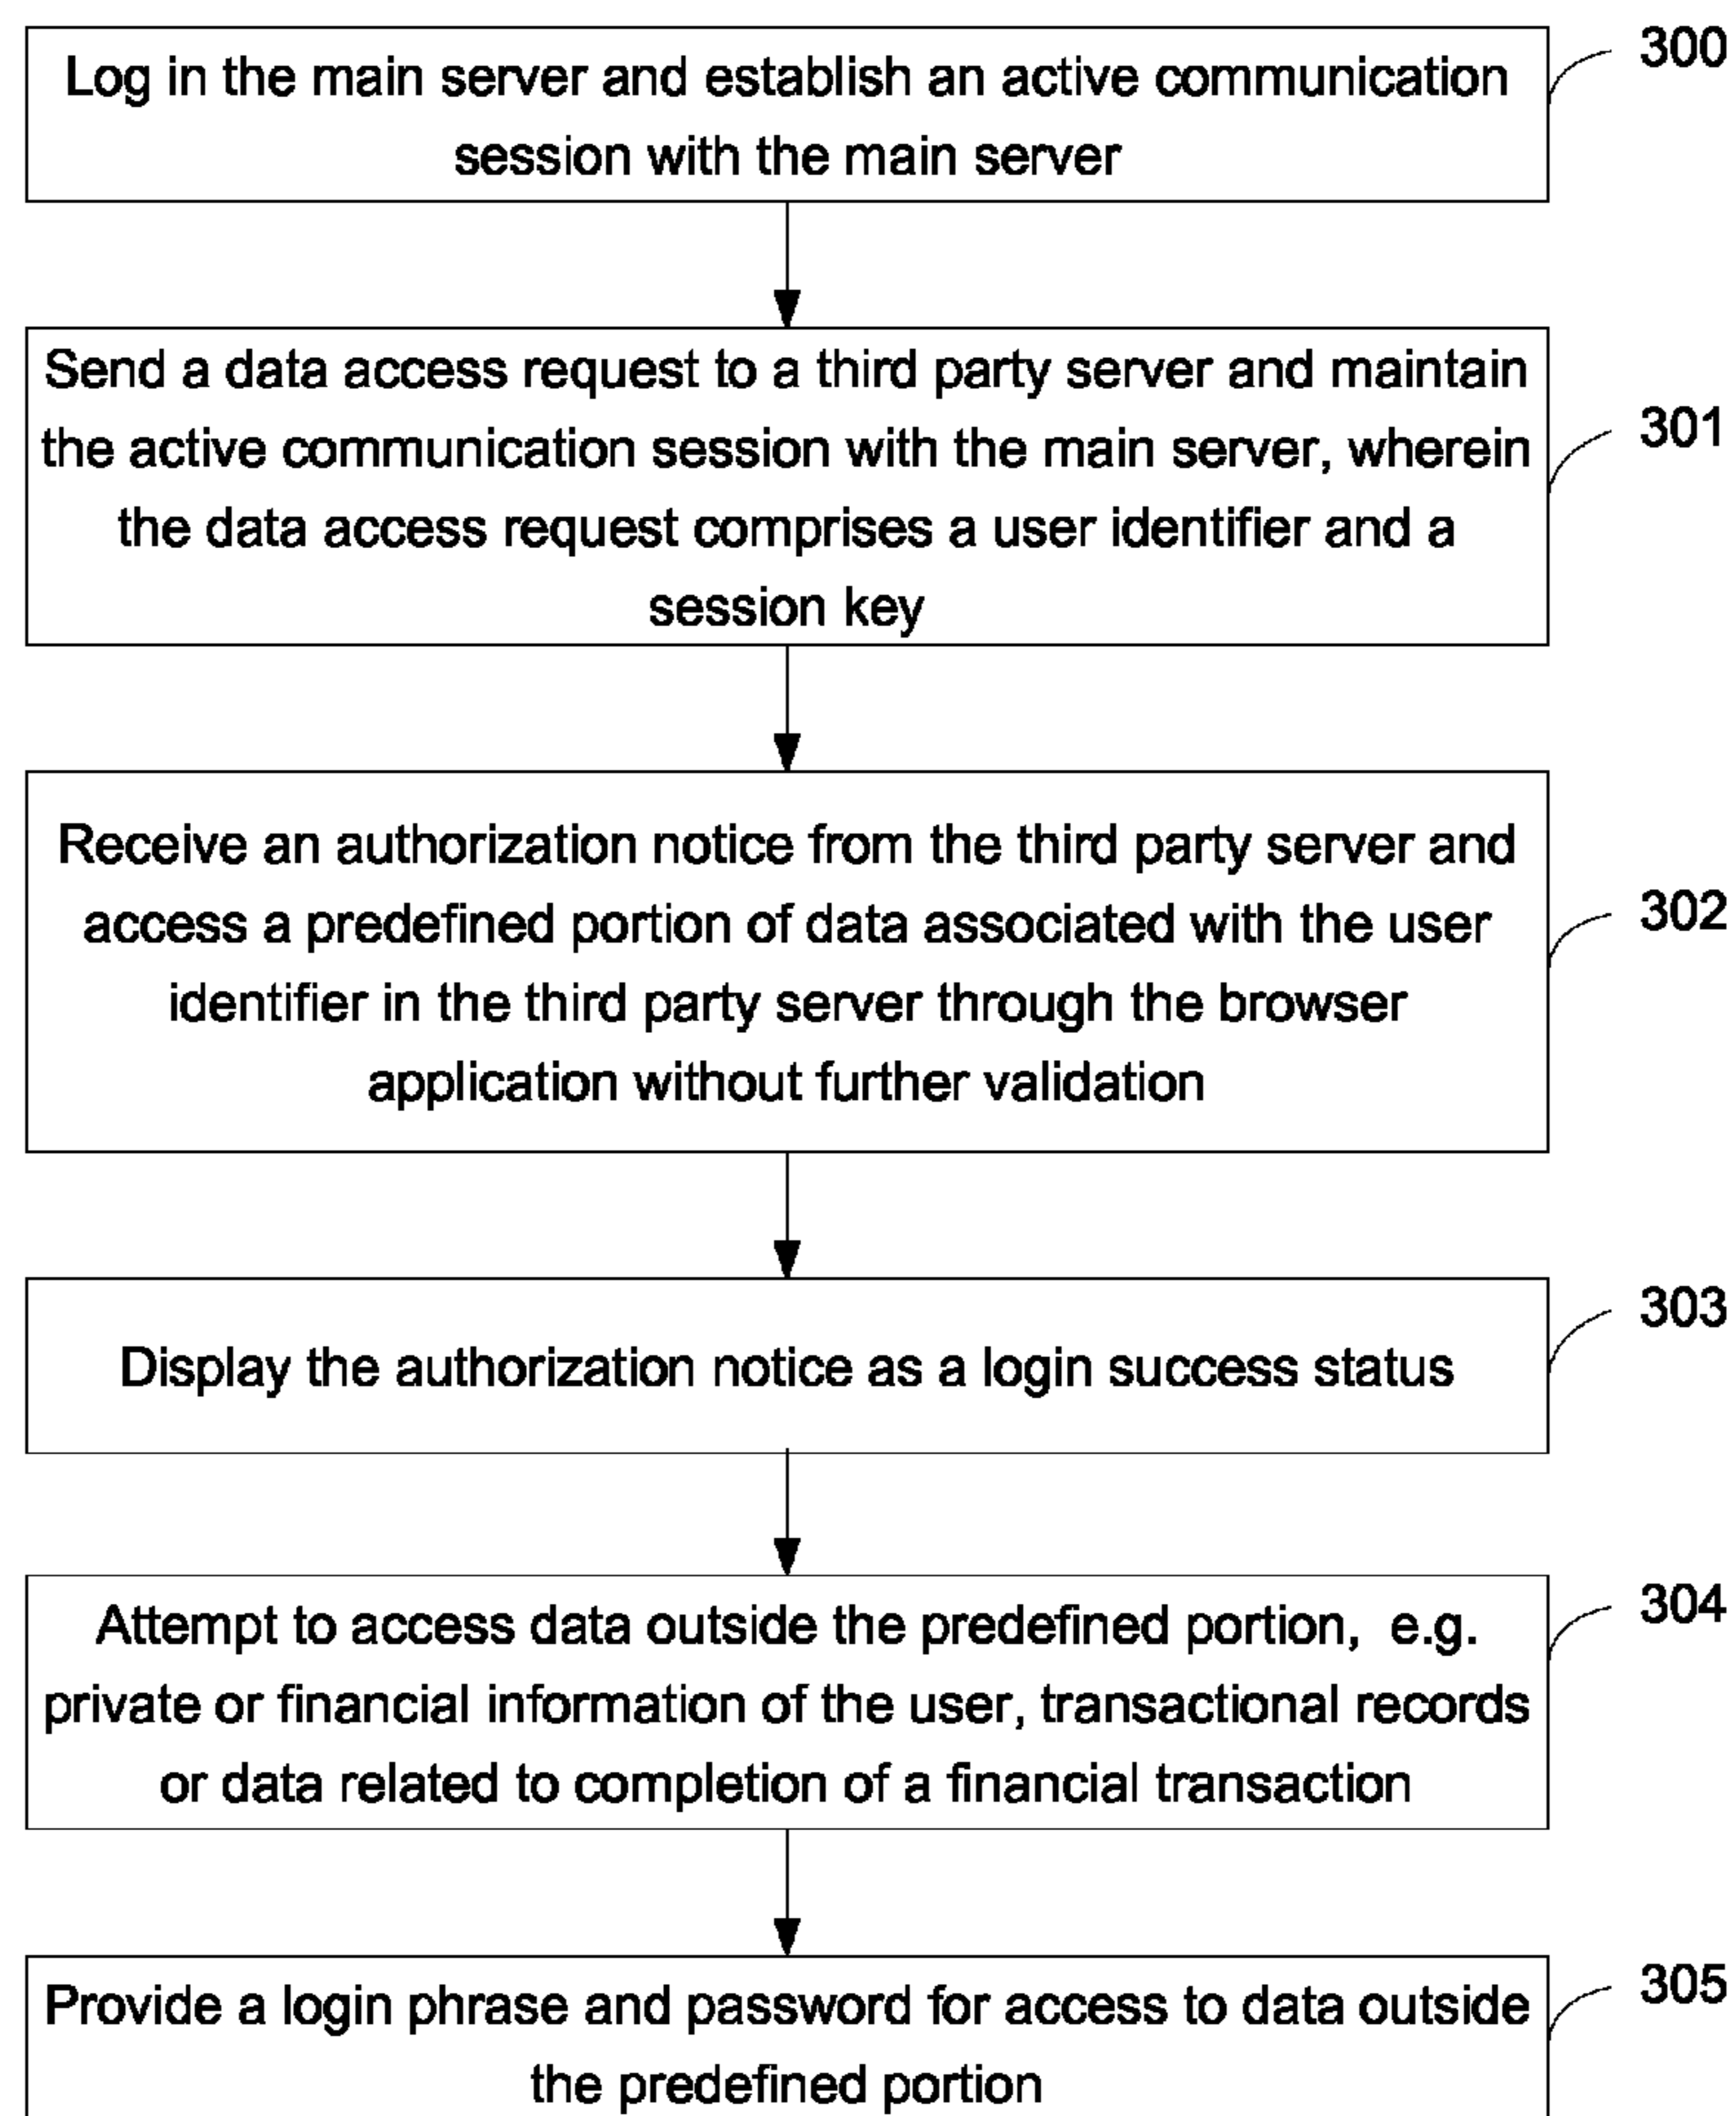 Log in the main server and establish an active communication
session with the main server
300
Send a data access request to a third party server and maintain
the active communication session with the main server, wherein
the data access request comprises a user identifier and a
session key
301
Receive an authorization notice from the third party server and
access a predefined portion of data associated with the user
identifier in the third party server through the browser
application without further validation
302
Display the authorization notice as a login success status
303
Attempt to access data outside the predefined portion, e.g.
private or financial information of the user, transactional records
or data related to completion of a financial transaction
304
Provide a login phrase and password for access to data outside
the predefined portion
305